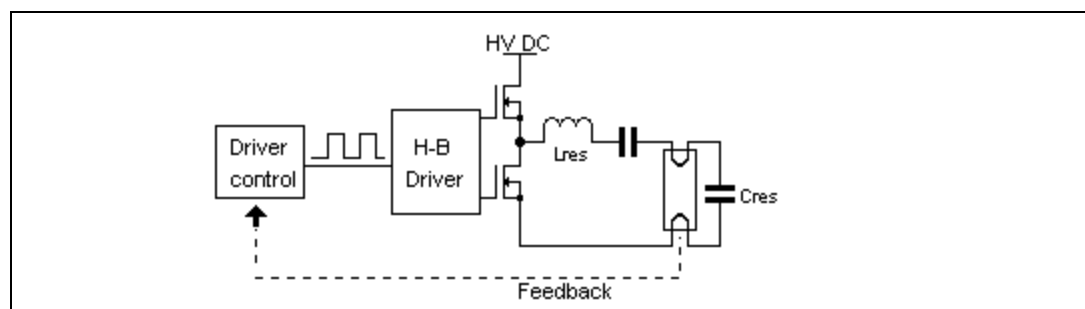 HV DC
Driver
control
H-B
Driver
Lres
Cres
Feedback